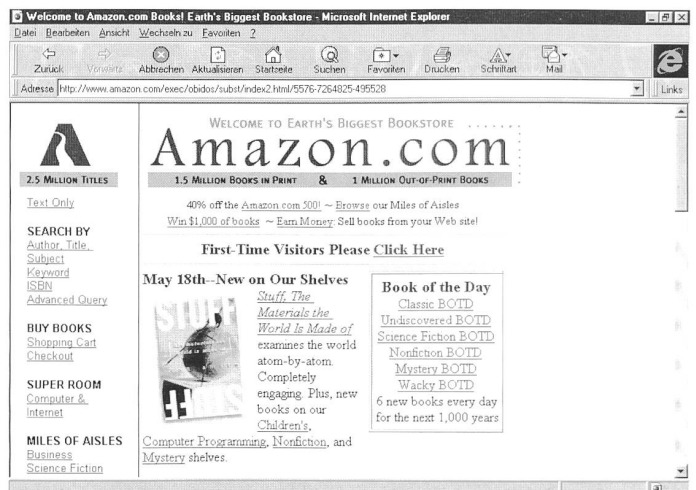 Welcome to Amazon.com Books! Earth's Biggest Bookstore - Microsoft Internet Explorer
Datei Bearbeiten Ansicht Wechseln zu Favoriten ?
Zurück Vorwärts Abbrechen Aktualisieren Startseite Suchen Favoriten Drucken Schriftart Mail
Adresse http://www.amazon.com/exec/obidos/subst/index2.html/5576-7264825-495528 Links
2.5 MILLION TITLES
Text Only
SEARCH BY
Author, Title,
Subject
Keyword
ISBN
Advanced Query
BUY BOOKS
Shopping Cart
Checkout
SUPER ROOM
Computer &
Internet
MILES OF AISLES
Business
Science Fiction
WELCOME TO EARTH'S BIGGEST BOOKSTORE
Amazon.com
1.5 MILLION BOOKS IN PRINT & 1 MILLION OUT-OF-PRINT BOOKS
40% off the Amazon.com 500! ~ Browse our Miles of Aisles
Win $1,000 of books ~ Earn Money: Sell books from your Web site!
First-Time Visitors Please Click Here
May 18th--New on Our Shelves
STUFF
Stuff, The
Materials the
World Is Made of
examines the world
atom-by-atom.
Completely
engaging. Plus, new
books on our
Children's,
Computer Programming, Nonfiction, and
Mystery shelves.
Book of the Day
Classic BOTD
Undiscovered BOTD
Science Fiction BOTD
Nonfiction BOTD
Mystery BOTD
Wacky BOTD
6 new books every day
for the next 1,000 years